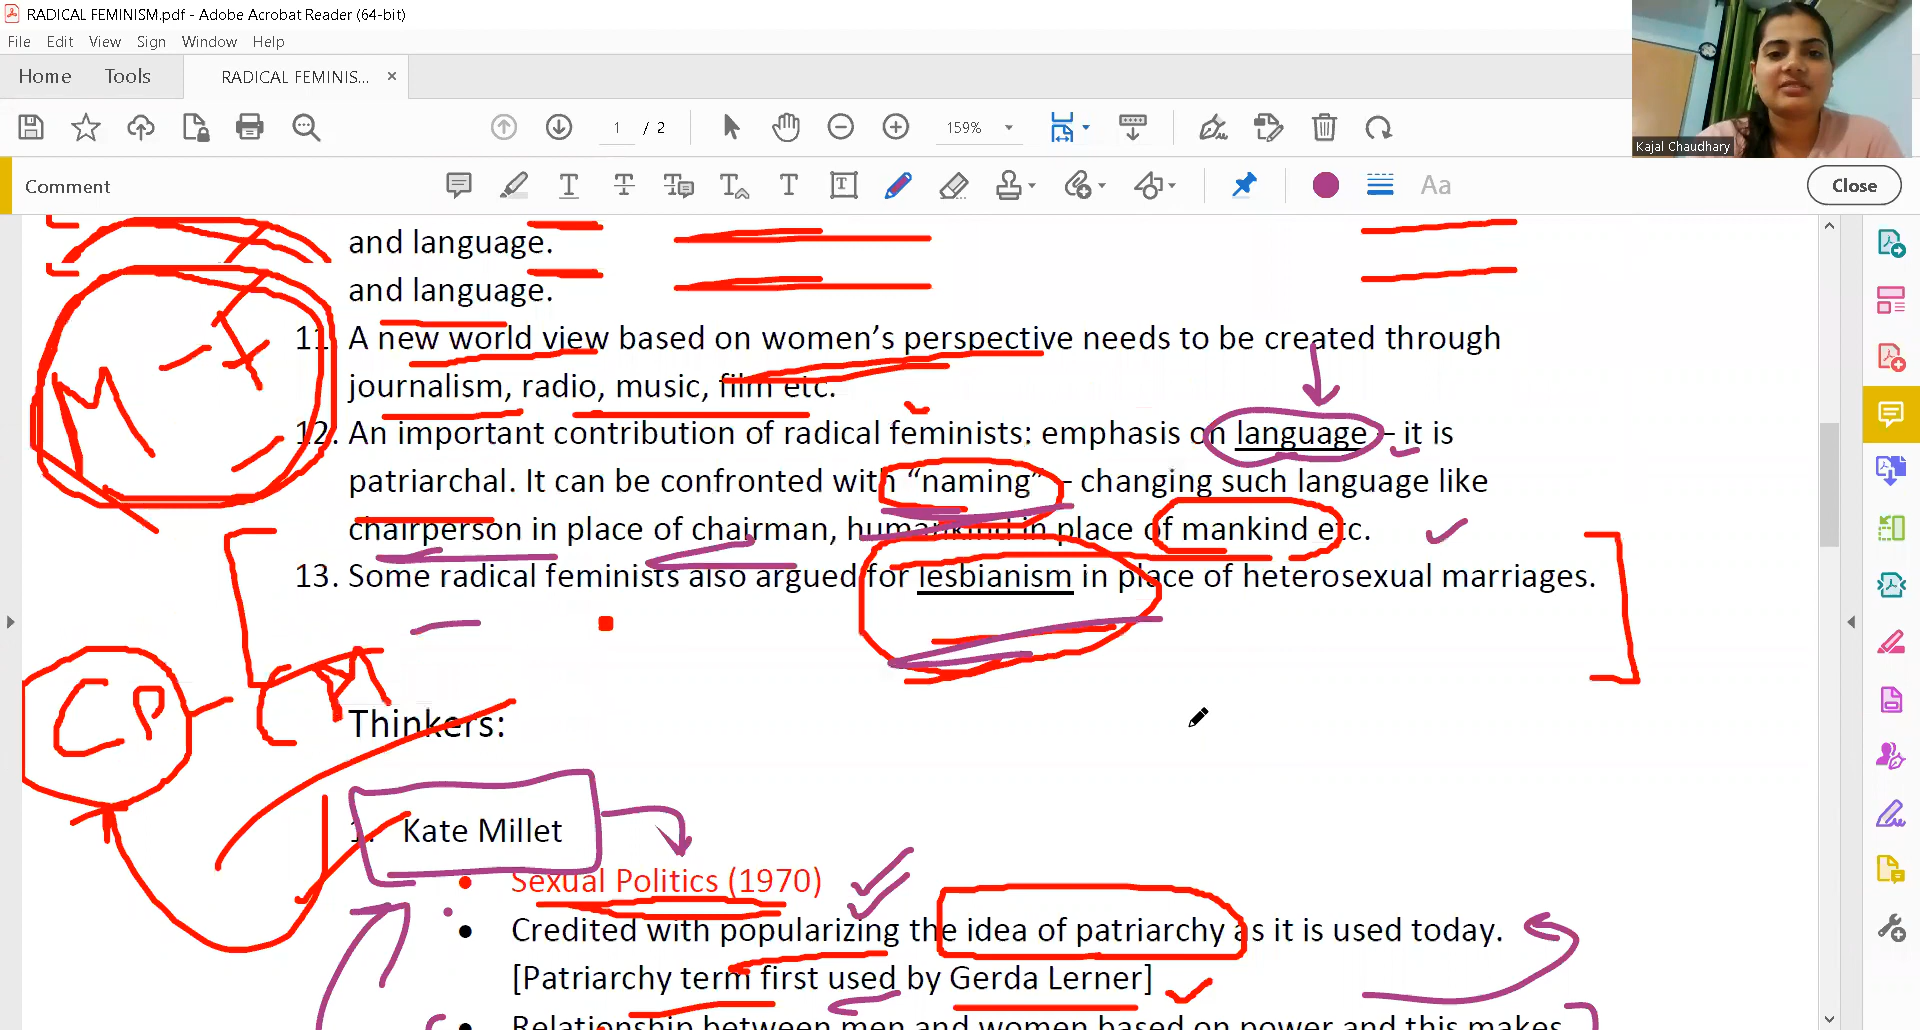 RADICAL FEMINISM.pdf - Adobe Acrobat Reader (64-bit)
File Edit View Sign Window Help
Home Tools RADICAL FEMINIS... ×
1 / 2 159%
Kajal Chaudhary
Comment Close
and language.
and language.
11. A new world view based on women’s perspective needs to be created through
journalism, radio, music, film etc.
12. An important contribution of radical feminists: emphasis on language – it is
patriarchal. It can be confronted with “naming” – changing such language like
chairperson in place of chairman, humankind in place of mankind etc.
13. Some radical feminists also argued for lesbianism in place of heterosexual marriages.
CP
Thinkers:
1. Kate Millet
• Sexual Politics (1970)
• Credited with popularizing the idea of patriarchy as it is used today.
[Patriarchy term first used by Gerda Lerner]
• Relationship between men and women based on power and this makes